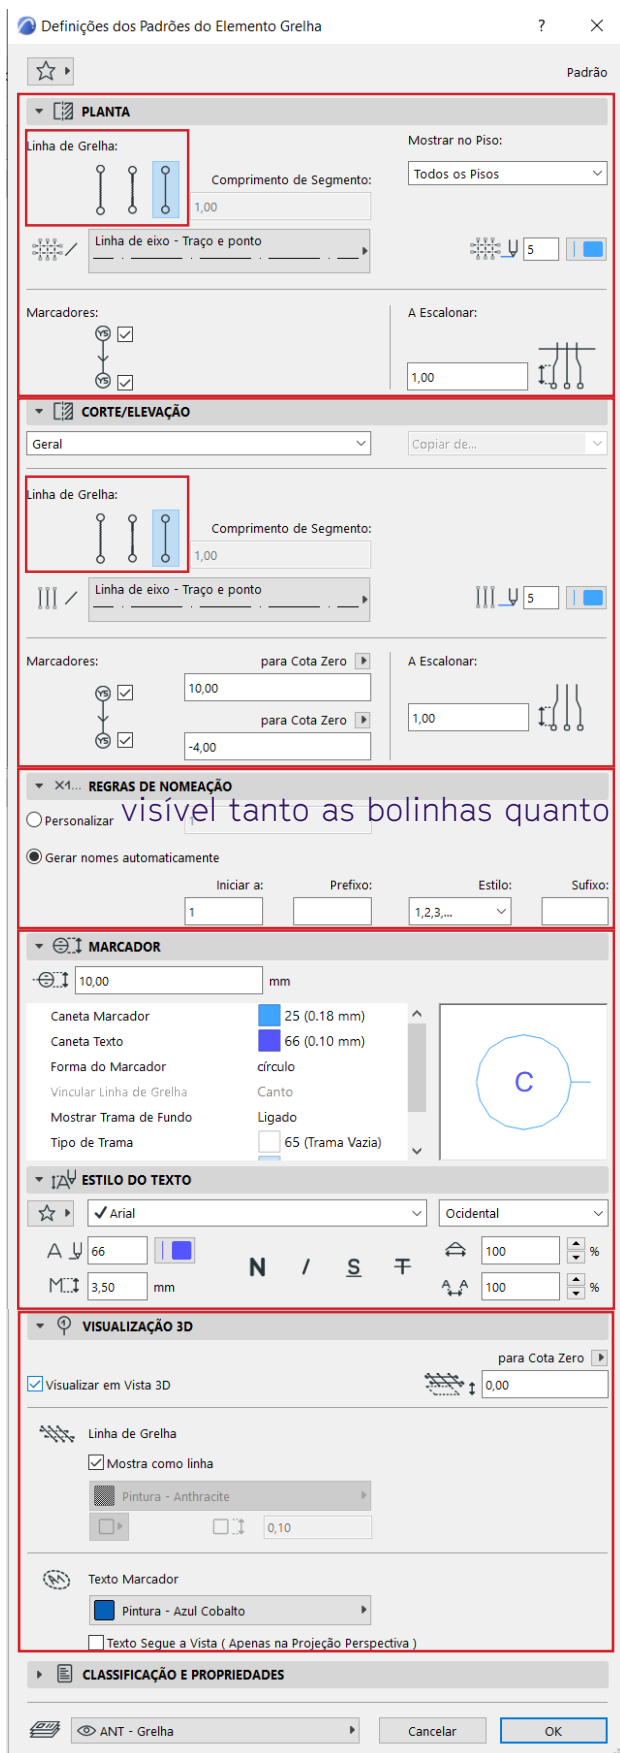 Definições dos Padrões do Elemento Grelha ?
Padrão
PLANTA
Linha de Grelha:
Mostrar no Piso:
Comprimento de Segmento:
Todos os Pisos
1,00
Linha de eixo - Traço e ponto
5
Marcadores:
A Escalonar:
Y5
1,00
Y5
CORTE/ELEVAÇÃO
Geral
Copiar de...
Linha de Grelha:
Comprimento de Segmento:
1,00
Linha de eixo - Traço e ponto
5
Marcadores:
para Cota Zero
A Escalonar:
Y5
10,00
1,00
para Cota Zero
Y5
-4,00
X1... REGRAS DE NOMEAÇÃO
visível tanto as bolinhas quanto
Personalizar
1
Gerar nomes automaticamente
Iniciar a: Prefixo: Estilo: Sufixo:
1 1,2,3,...
MARCADOR
10,00 mm
Caneta Marcador 25 (0.18 mm)
Caneta Texto 66 (0.10 mm)
Forma do Marcador círculo
Vincular Linha de Grelha Canto
Mostrar Trama de Fundo Ligado
Tipo de Trama 65 (Trama Vazia)
C
ESTILO DO TEXTO
Arial
Ocidental
66
N I S T
100 %
3,50 mm
100 %
VISUALIZAÇÃO 3D
para Cota Zero
Visualizar em Vista 3D
0,00
Linha de Grelha
Mostra como linha
Pintura - Anthracite
0,10
Texto Marcador
Pintura - Azul Cobalto
Texto Segue a Vista ( Apenas na Projeção Perspectiva )
CLASSIFICAÇÃO E PROPRIEDADES
ANT - Grelha
Cancelar
OK